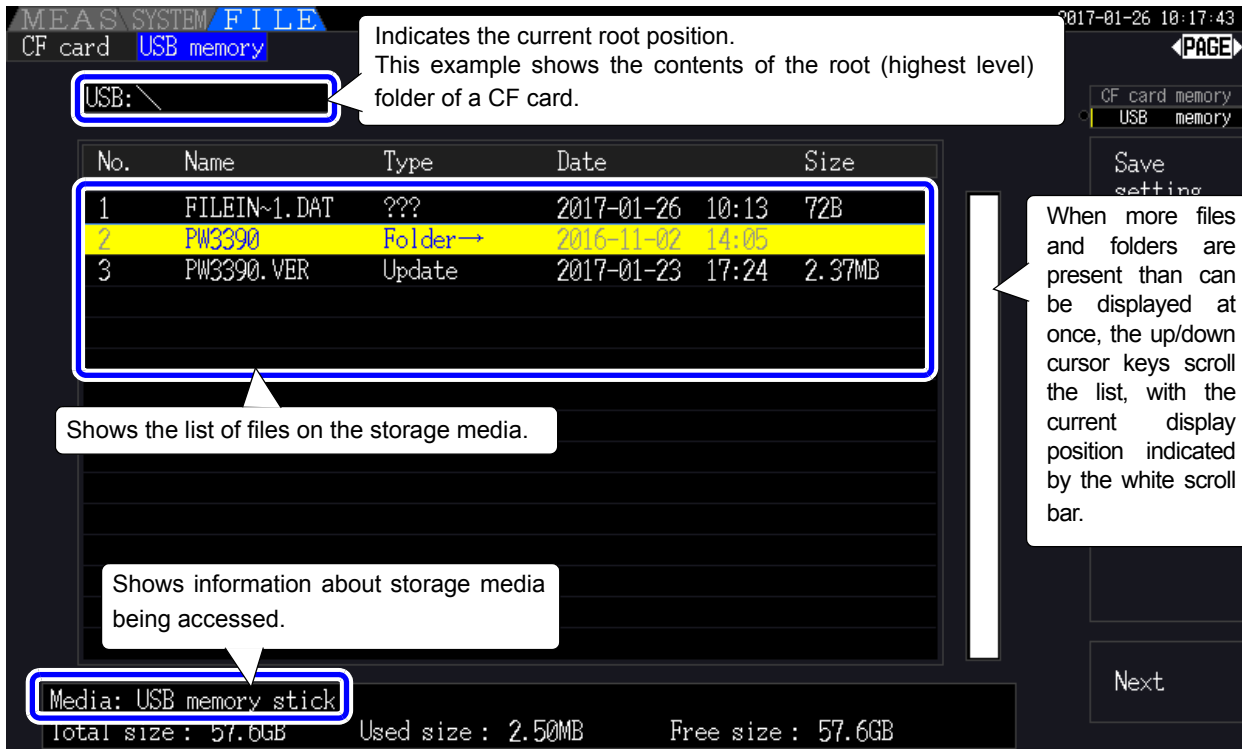 MEAS SYSTEM FILE 2017-01-26 10:17:43
CF card USB memory ◀PAGE▶
Indicates the current root position.
This example shows the contents of the root (highest level)
folder of a CF card.
USB:\
CF card memory
USB memory
No. Name Type Date Size
1 FILEIN~1.DAT ??? 2017-01-26 10:13 72B
2 PW3390 Folder→ 2016-11-02 14:05
3 PW3390.VER Update 2017-01-23 17:24 2.37MB
Save
setting
When more files
and folders are
present than can
be displayed at
once, the up/down
cursor keys scroll
the list, with the
current display
position indicated
by the white scroll
bar.
Shows the list of files on the storage media.
Shows information about storage media
being accessed.
Next
Media: USB memory stick
Total size: 57.6GB Used size: 2.50MB Free size: 57.6GB